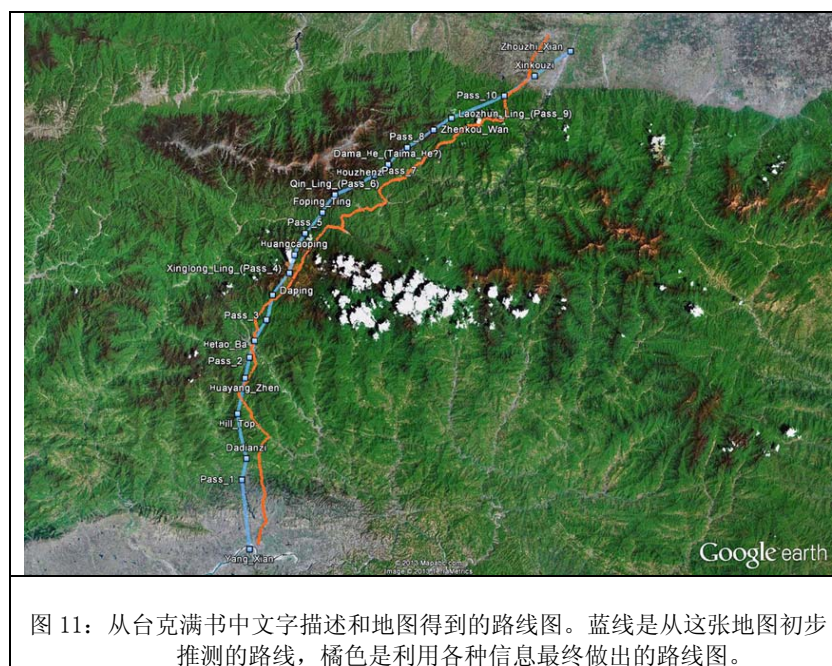 Zhouzhi_Xian
Xinkouzi
Pass_10
Laozhun_Ling_(Pass_9)
Pass_8
Zhenkou_Wan
Dama_He_(Taima_He?)
Houzhenz
Pass_7
Qin_Ling_(Pass_6)
Foping_Ting
Pass_5
Huangcaoping
Xinglong_Ling_(Pass_4)
Daping
Pass_3
Hetao_Ba
Pass_2
Huayang_Zhen
Hill_Top
Dadianzi
Pass_1
Yang_Xian
Google earth
图 11：从台克满书中文字描述和地图得到的路线图。蓝线是从这张地图初步
推测的路线，橘色是利用各种信息最终做出的路线图。